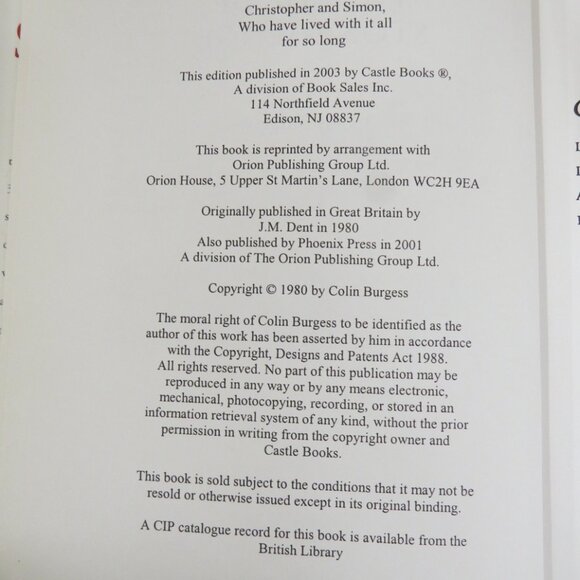 Christopher and Simon,
Who have lived with it all
for so long
This edition published in 2003 by Castle Books ®,
A division of Book Sales Inc.
114 Northfield Avenue
Edison, NJ 08837
This book is reprinted by arrangement with
Orion Publishing Group Ltd.
Orion House, 5 Upper St Martin's Lane, London WC2H 9EA
Originally published in Great Britain by
J.M. Dent in 1980
Also published by Phoenix Press in 2001
A division of The Orion Publishing Group Ltd.
Copyright © 1980 by Colin Burgess
The moral right of Colin Burgess to be identified as the
author of this work has been asserted by him in accordance
with the Copyright, Designs and Patents Act 1988.
All rights reserved. No part of this publication may be
reproduced in any way or by any means electronic,
mechanical, photocopying, recording, or stored in an
information retrieval system of any kind, without the prior
permission in writing from the copyright owner and
Castle Books.
This book is sold subject to the conditions that it may not be
resold or otherwise issued except in its original binding.
A CIP catalogue record for this book is available from the
British Library